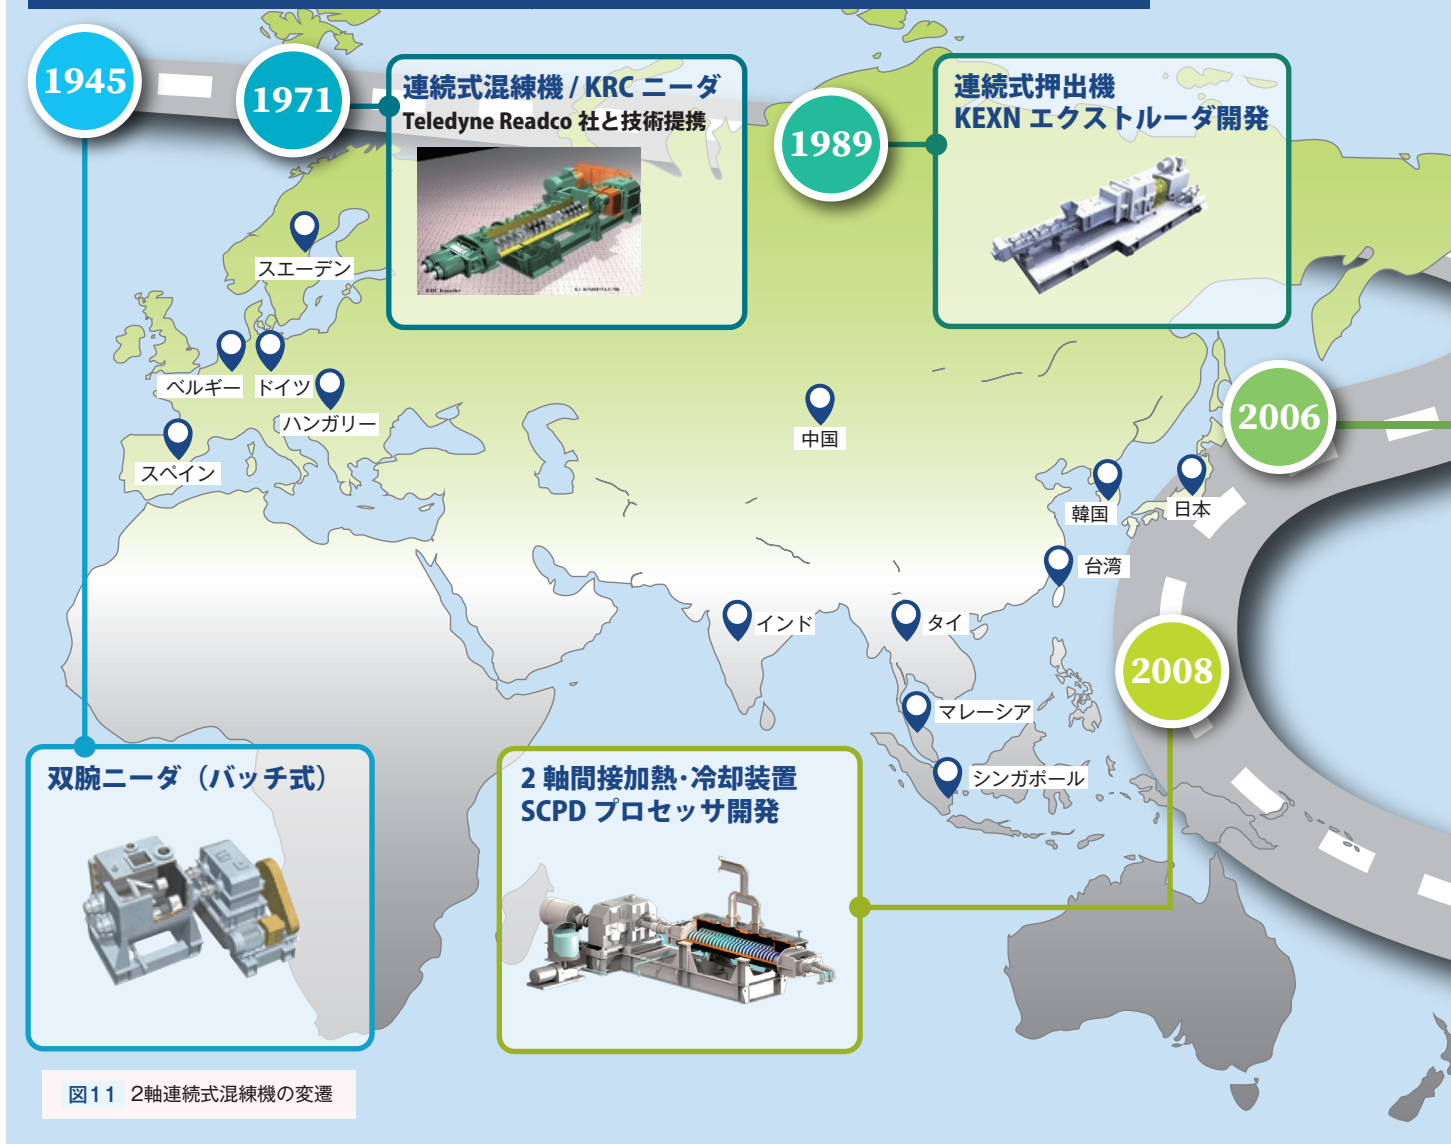 1945
1971
連続式混練機 / KRC ニーダ
Teledyne Readco 社と技術提携
KRC Kneader
1989
連続式押出機
KEXN エクストルーダ開発
スエーデン
ベルギー
ドイツ
ハンガリー
スペイン
中国
2006
韓国
日本
台湾
インド
タイ
2008
マレーシア
シンガポール
双腕ニーダ（バッチ式）
2 軸間接加熱･冷却装置
SCPD プロセッサ開発
図11 2軸連続式混練機の変遷